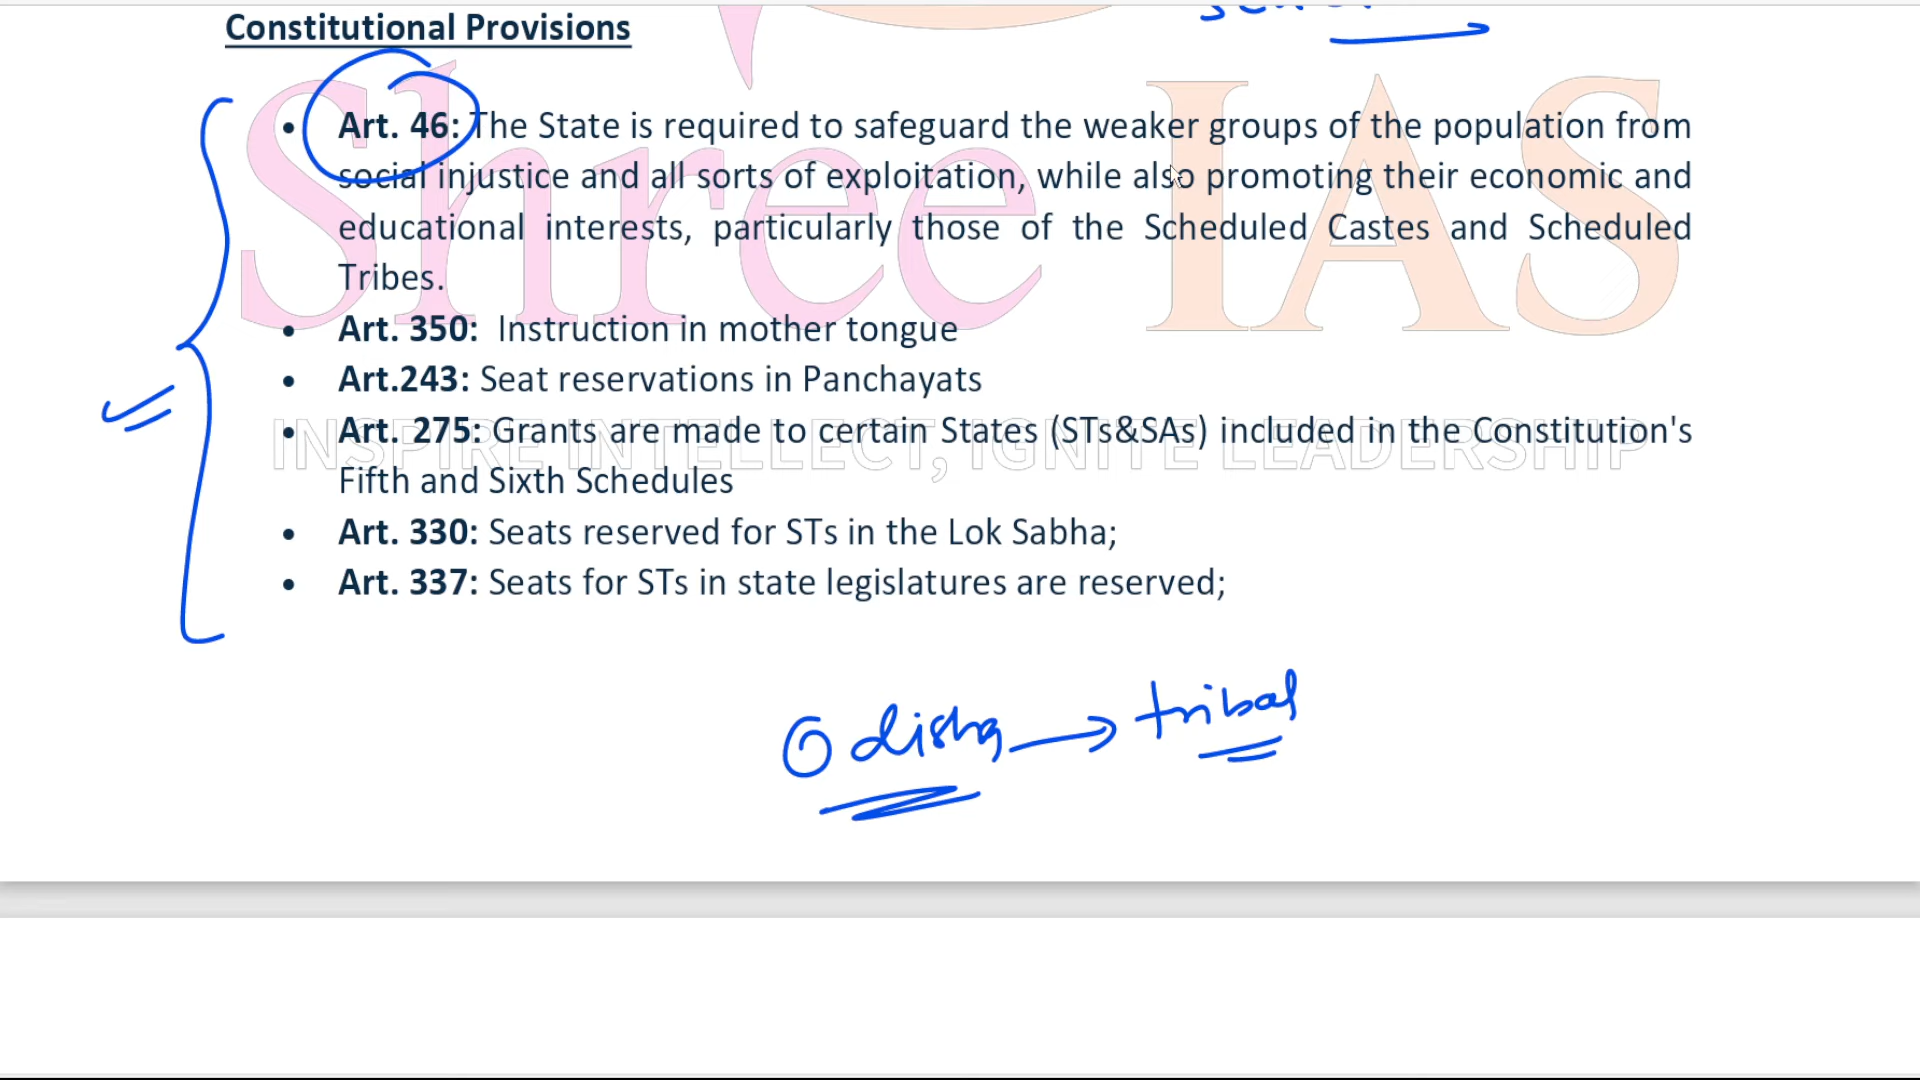 Constitutional Provisions
Shree IAS
• Art. 46: The State is required to safeguard the weaker groups of the population from
social injustice and all sorts of exploitation, while also promoting their economic and
educational interests, particularly those of the Scheduled Castes and Scheduled
Tribes.
• Art. 350:  Instruction in mother tongue
• Art.243: Seat reservations in Panchayats
INSPIRE INTELLECT, IGNITE LEADERSHIP
• Art. 275: Grants are made to certain States (STs&SAs) included in the Constitution's
Fifth and Sixth Schedules
• Art. 330: Seats reserved for STs in the Lok Sabha;
• Art. 337: Seats for STs in state legislatures are reserved;
Odisha → tribal